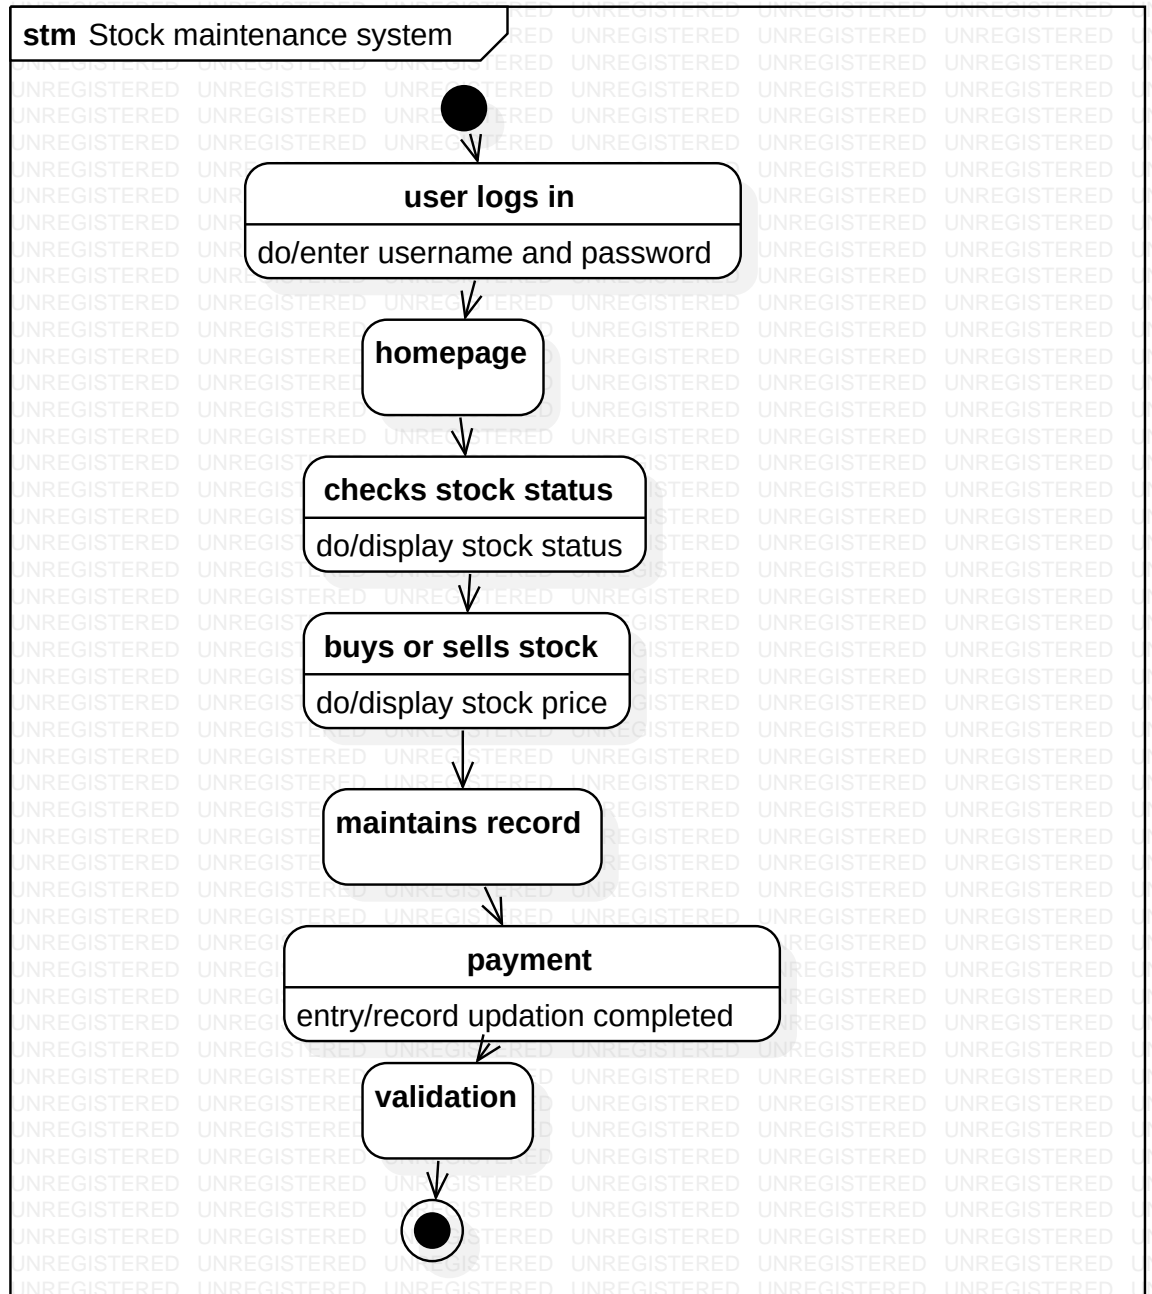 stm Stock maintenance system
user logs in
do/enter username and password
homepage
checks stock status
do/display stock status
buys or sells stock
do/display stock price
maintains record
payment
entry/record updation completed
validation
UNREGISTERED